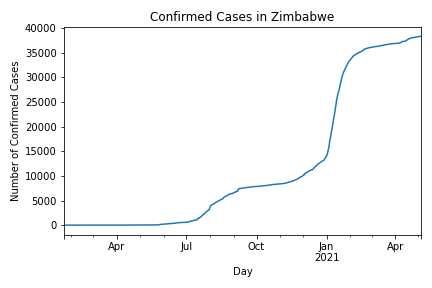 Confirmed Cases in Zimbabwe
40000
35000
30000
25000
20000
15000
10000
5000
0
Number of Confirmed Cases
Apr Jul Oct Jan Apr
2021
Day